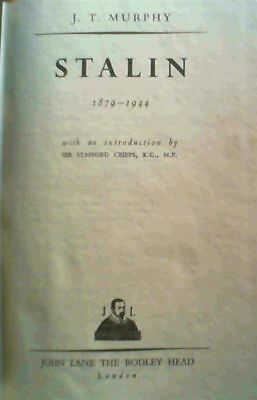 J. T. MURPHY
STALIN
1879–1944
with an introduction by
SIR STAFFORD CRIPPS, K.C., M.P.
J L
JOHN LANE THE BODLEY HEAD
London